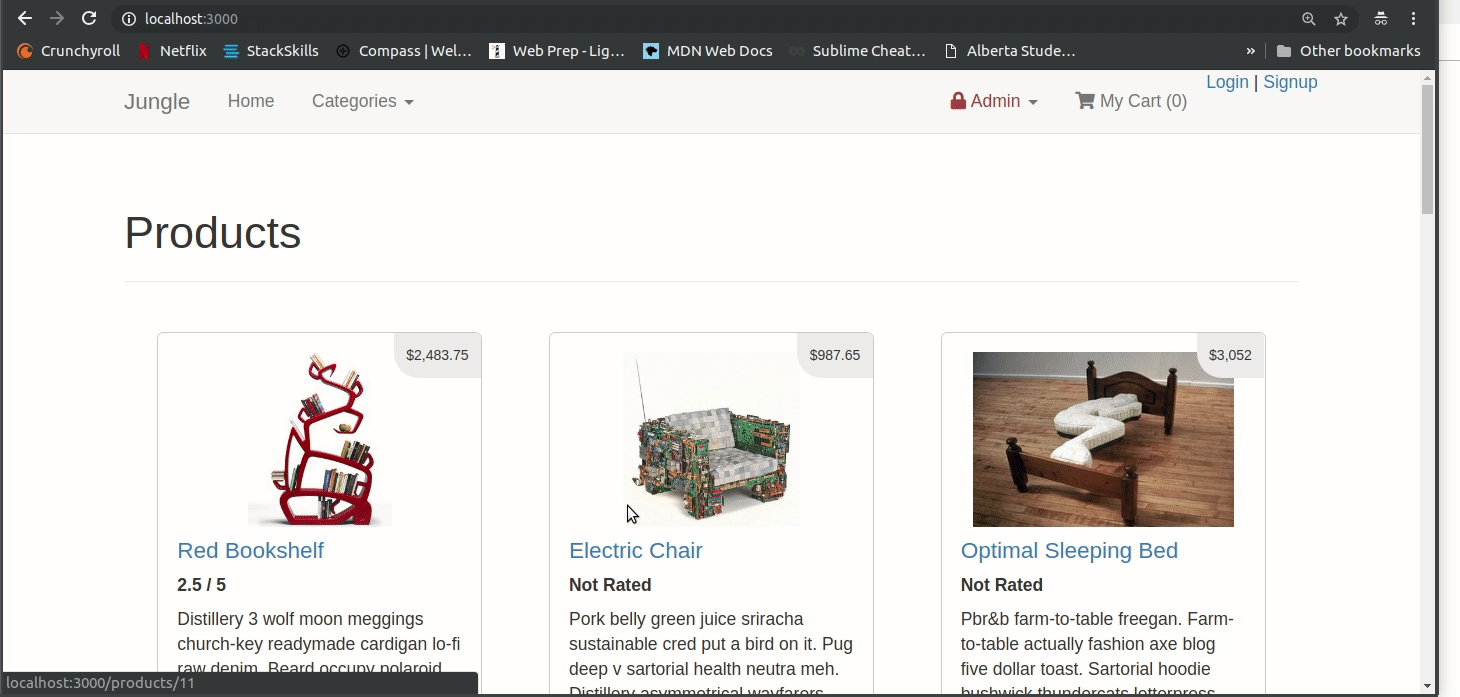 localhost:3000
Crunchyroll Netflix StackSkills Compass | Wel… Web Prep - Lig… MDN Web Docs Sublime Cheat… Alberta Stude… » Other bookmarks
Jungle Home Categories Admin My Cart (0) Login | Signup
Products
$2,483.75 $987.65 $3,052
Red Bookshelf Electric Chair Optimal Sleeping Bed
2.5 / 5 Not Rated Not Rated
Distillery 3 wolf moon meggings Pork belly green juice sriracha Pbr&b farm-to-table freegan. Farm-
church-key readymade cardigan lo-fi sustainable cred put a bird on it. Pug to-table actually fashion axe blog
raw denim. Beard occupy polaroid deep v sartorial health neutra meh. five dollar toast. Sartorial hoodie
Distillery asymmetrical wayfarers bushwick thundercats letterpress
localhost:3000/products/11